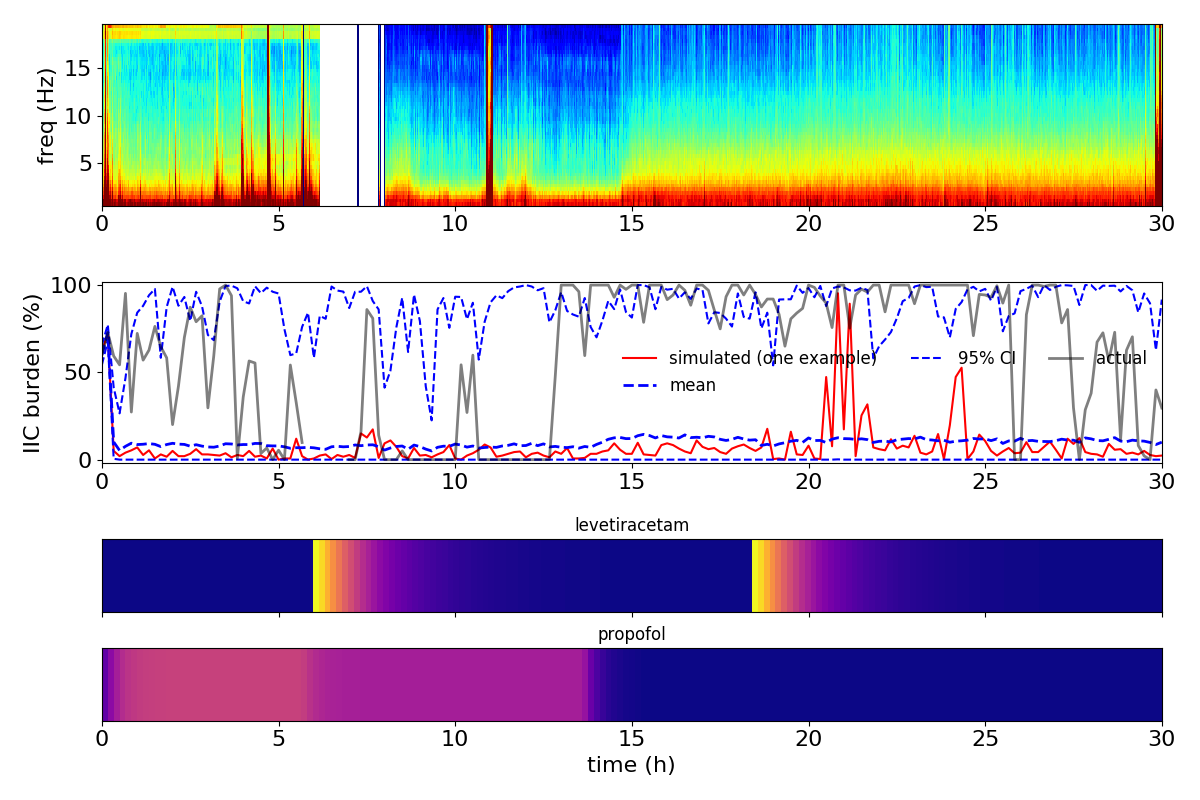 freq (Hz)
15
10
5
0 5 10 15 20 25 30
IIC burden (%)
100
50
0
simulated (one example) 95% CI actual
mean
0 5 10 15 20 25 30
levetiracetam
propofol
0 5 10 15 20 25 30
time (h)